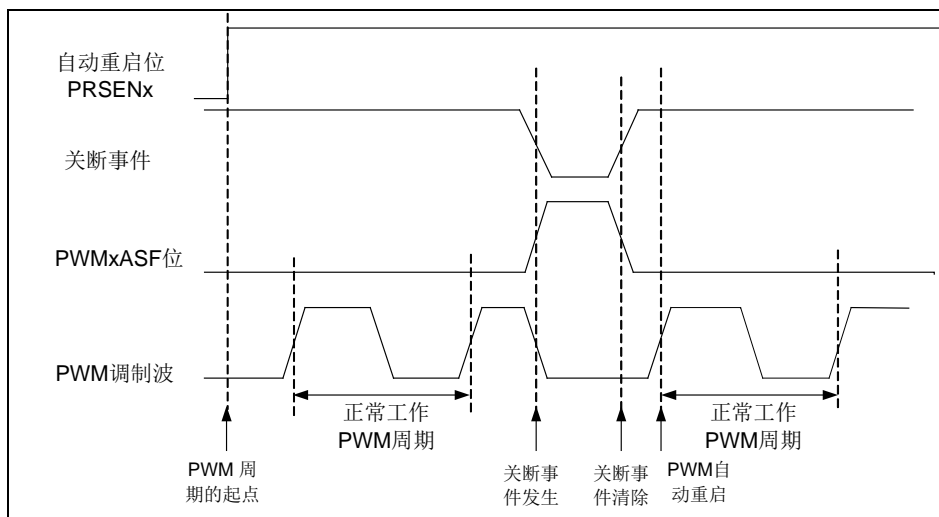 自动重启位
PRSENx
关断事件
PWMxASF位
PWM调制波
正常工作
PWM周期
正常工作
PWM周期
PWM 周
期的起点
关断事
件发生
关断事
件清除
PWM自
动重启